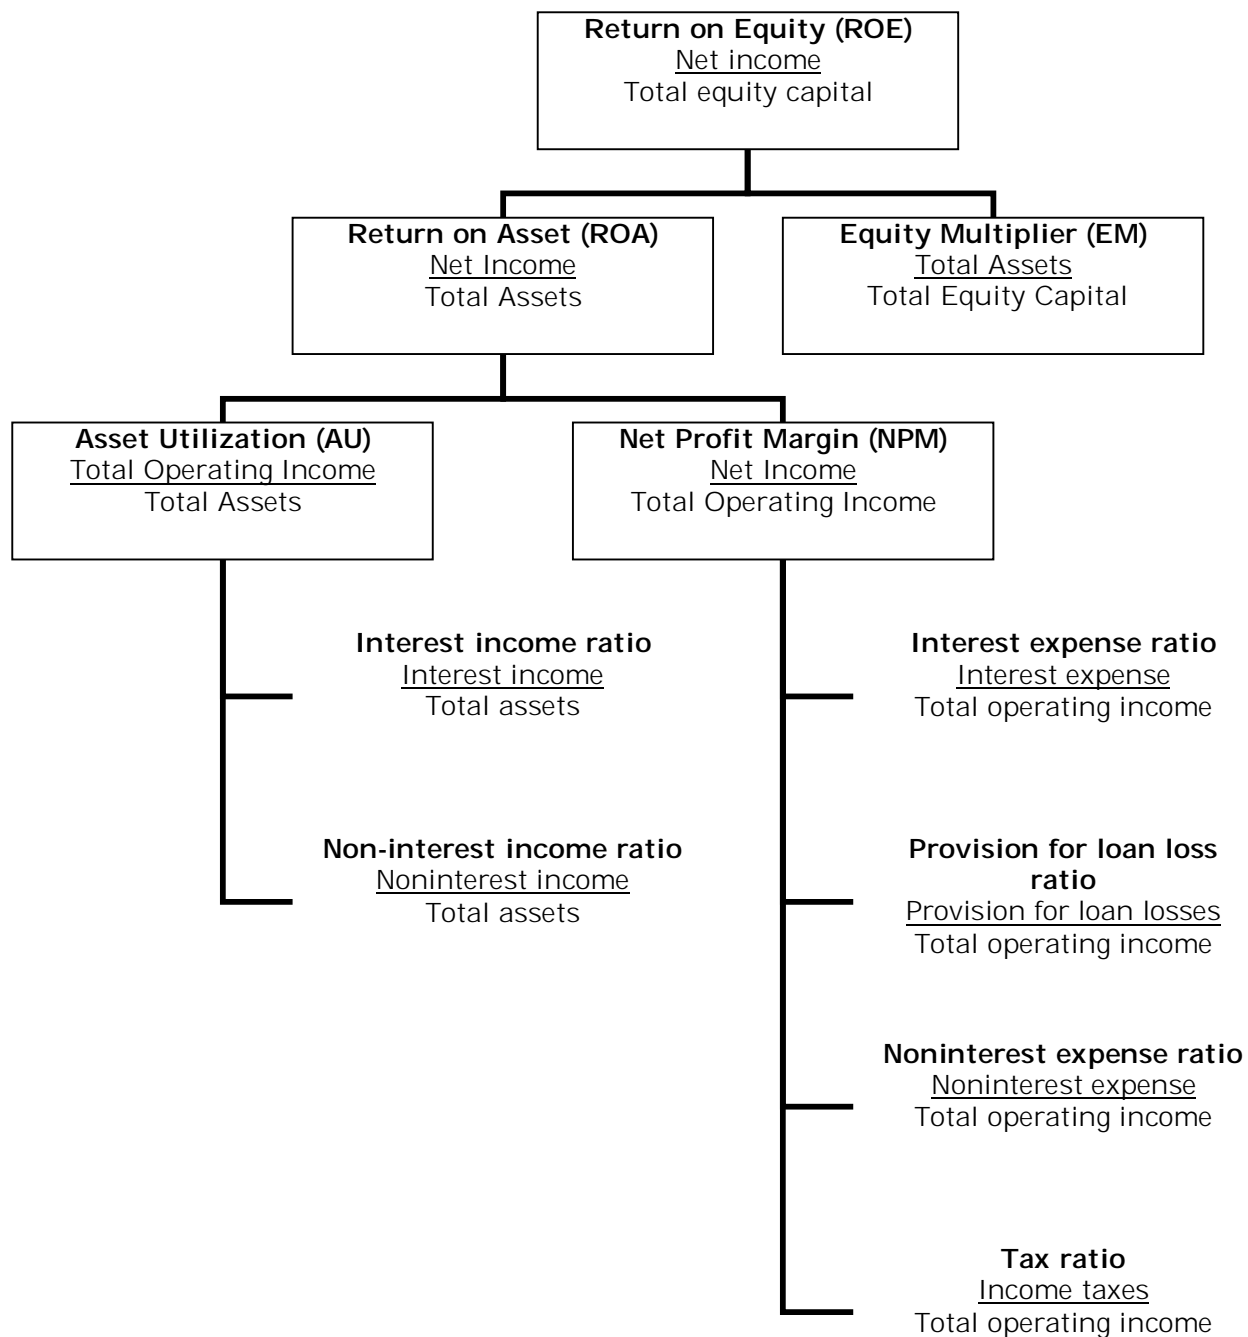 Return on Equity (ROE)
Net income
Total equity capital
Return on Asset (ROA)
Net Income
Total Assets
Equity Multiplier (EM)
Total Assets
Total Equity Capital
Asset Utilization (AU)
Total Operating Income
Total Assets
Net Profit Margin (NPM)
Net Income
Total Operating Income
Interest income ratio
Interest income
Total assets
Interest expense ratio
Interest expense
Total operating income
Non-interest income ratio
Noninterest income
Total assets
Provision for loan loss
ratio
Provision for loan losses
Total operating income
Noninterest expense ratio
Noninterest expense
Total operating income
Tax ratio
Income taxes
Total operating income